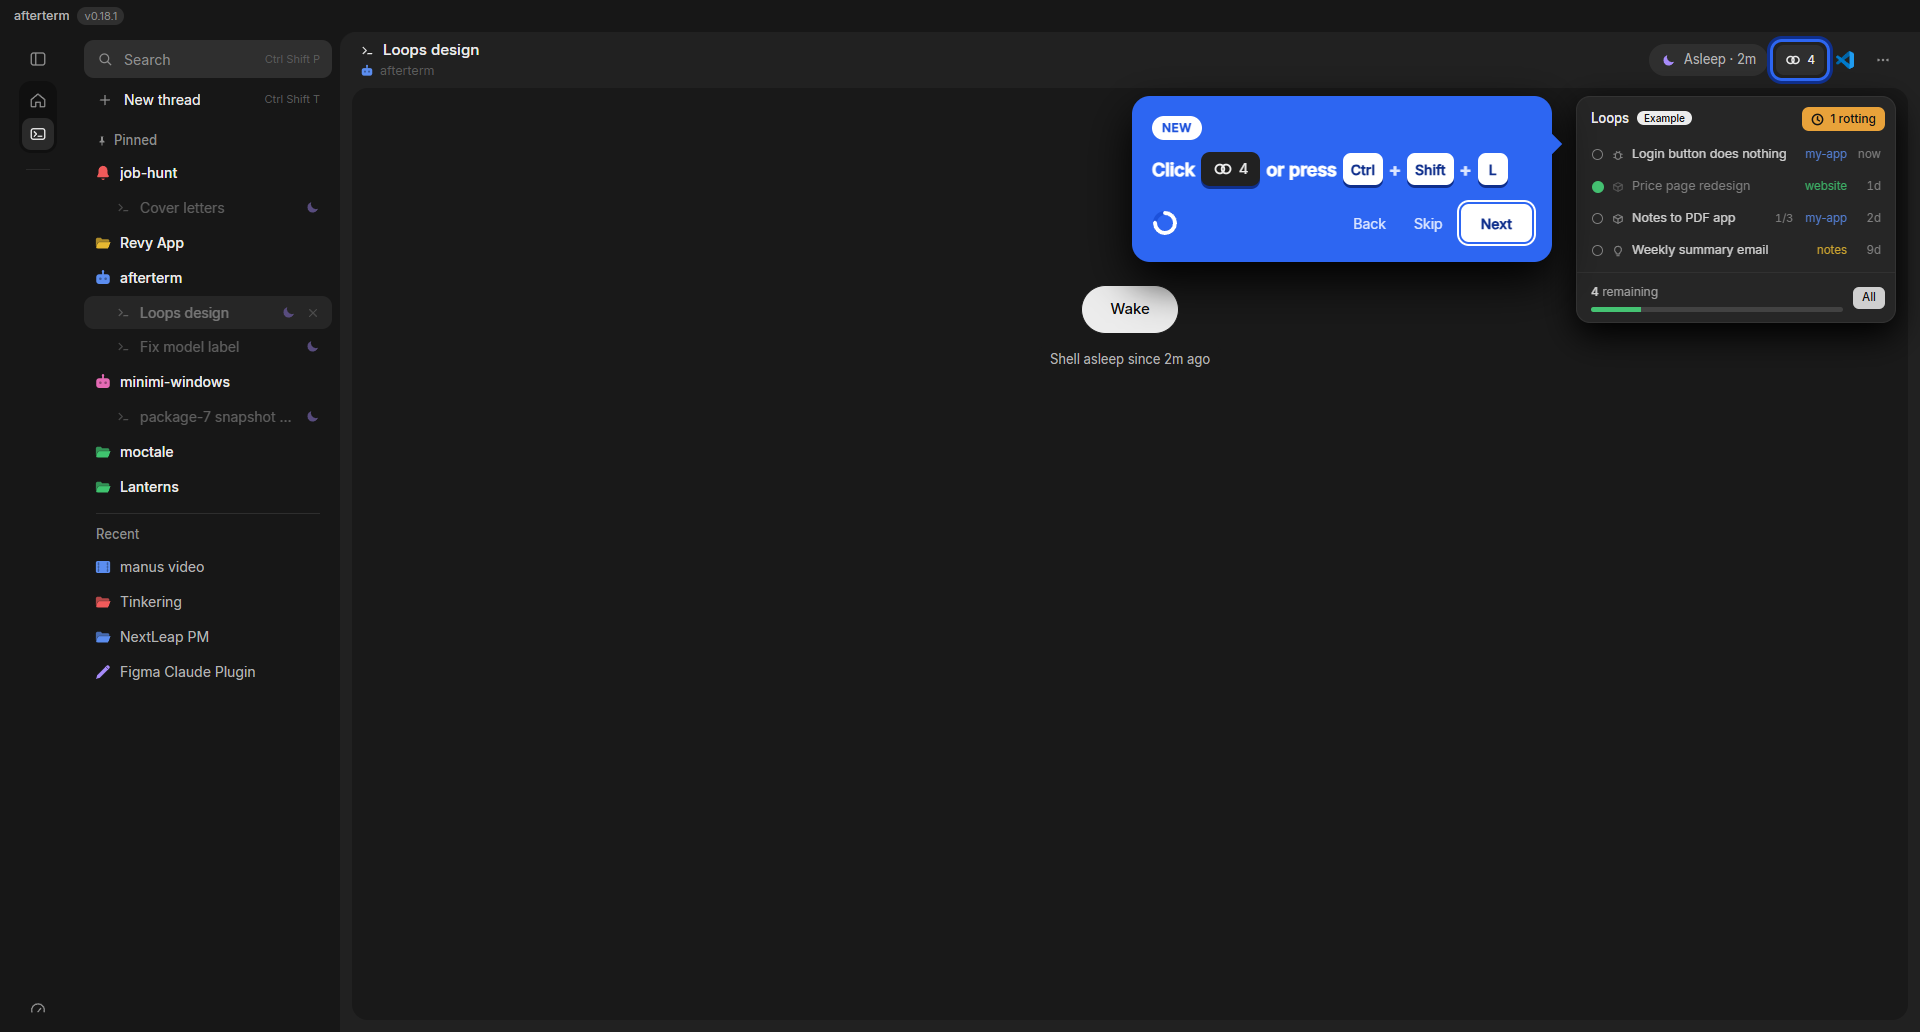 afterterm v0.18.1
Search Ctrl Shift P
New thread Ctrl Shift T
Pinned
job-hunt
Cover letters
Revy App
afterterm
Loops design
Fix model label
minimi-windows
package-7 snapshot ...
moctale
Lanterns
Recent
manus video
Tinkering
NextLeap PM
Figma Claude Plugin
Loops design
afterterm
Asleep · 2m
4
NEW
Click 4 or press Ctrl + Shift + L
Back Skip Next
Wake
Shell asleep since 2m ago
Loops Example 1 rotting
Login button does nothing my-app now
Price page redesign website 1d
Notes to PDF app 1/3 my-app 2d
Weekly summary email notes 9d
4 remaining
All